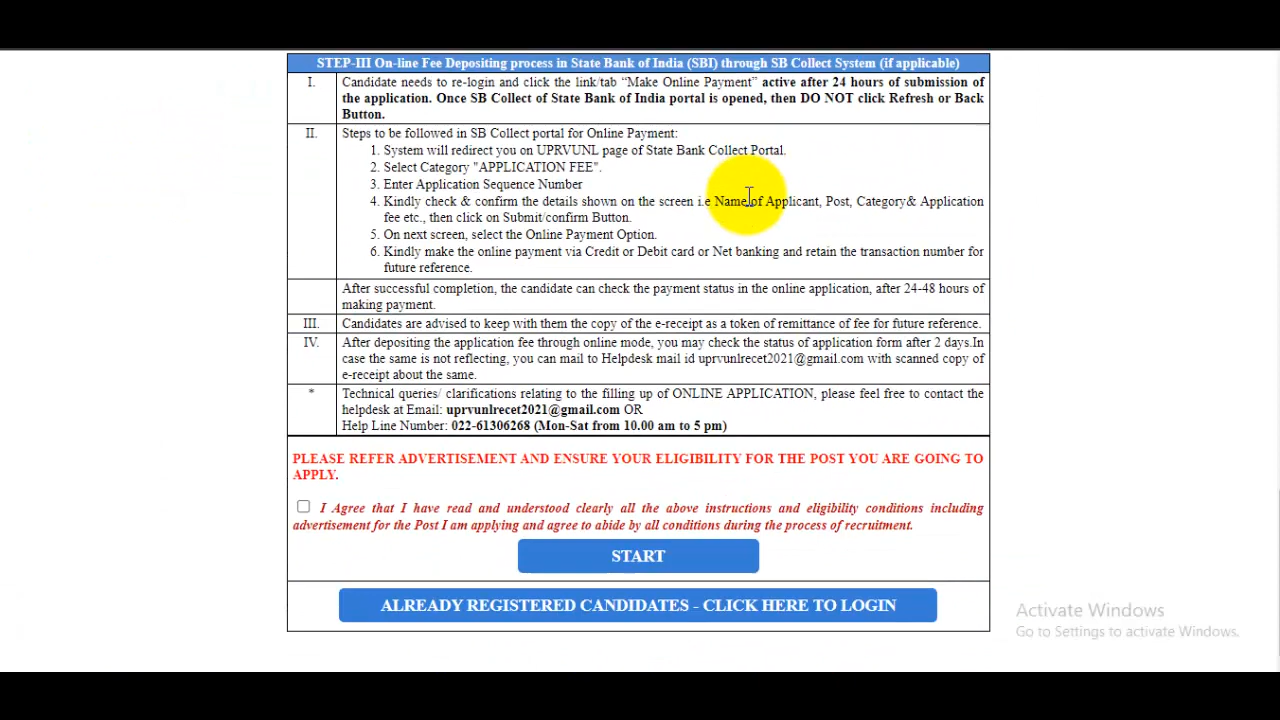 STEP-III On-line Fee Depositing process in State Bank of India (SBI) through SB Collect System (if applicable)
I. Candidate needs to re-login and click the link/tab “Make Online Payment” active after 24 hours of submission of
the application. Once SB Collect of State Bank of India portal is opened, then DO NOT click Refresh or Back
Button.
II. Steps to be followed in SB Collect portal for Online Payment:
1. System will redirect you on UPRVUNL page of State Bank Collect Portal.
2. Select Category "APPLICATION FEE".
3. Enter Application Sequence Number
4. Kindly check & confirm the details shown on the screen i.e Name of Applicant, Post, Category& Application
fee etc., then click on Submit/confirm Button.
5. On next screen, select the Online Payment Option.
6. Kindly make the online payment via Credit or Debit card or Net banking and retain the transaction number for
future reference.
After successful completion, the candidate can check the payment status in the online application, after 24-48 hours of
making payment.
III. Candidates are advised to keep with them the copy of the e-receipt as a token of remittance of fee for future reference.
IV. After depositing the application fee through online mode, you may check the status of application form after 2 days.In
case the same is not reflecting, you can mail to Helpdesk mail id uprvunlrecet2021@gmail.com with scanned copy of
e-receipt about the same.
* Technical queries/ clarifications relating to the filling up of ONLINE APPLICATION, please feel free to contact the
helpdesk at Email: uprvunlrecet2021@gmail.com OR
Help Line Number: 022-61306268 (Mon-Sat from 10.00 am to 5 pm)
PLEASE REFER ADVERTISEMENT AND ENSURE YOUR ELIGIBILITY FOR THE POST YOU ARE GOING TO
APPLY.
I Agree that I have read and understood clearly all the above instructions and eligibility conditions including
advertisement for the Post I am applying and agree to abide by all conditions during the process of recruitment.
START
ALREADY REGISTERED CANDIDATES - CLICK HERE TO LOGIN
Activate Windows
Go to Settings to activate Windows.